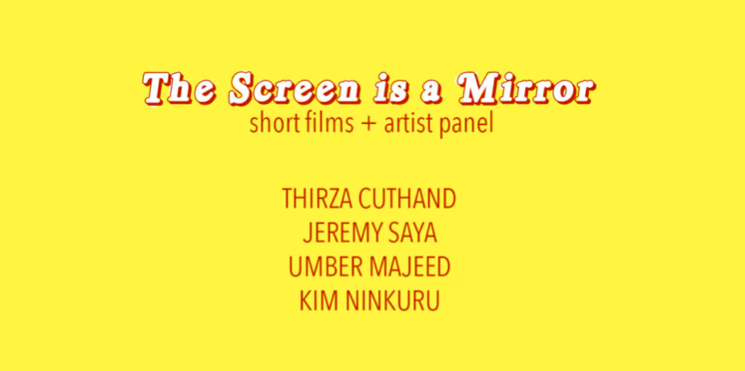 The Screen is a Mirror
short films + artist panel
THIRZA CUTHAND
JEREMY SAYA
UMBER MAJEED
KIM NINKURU